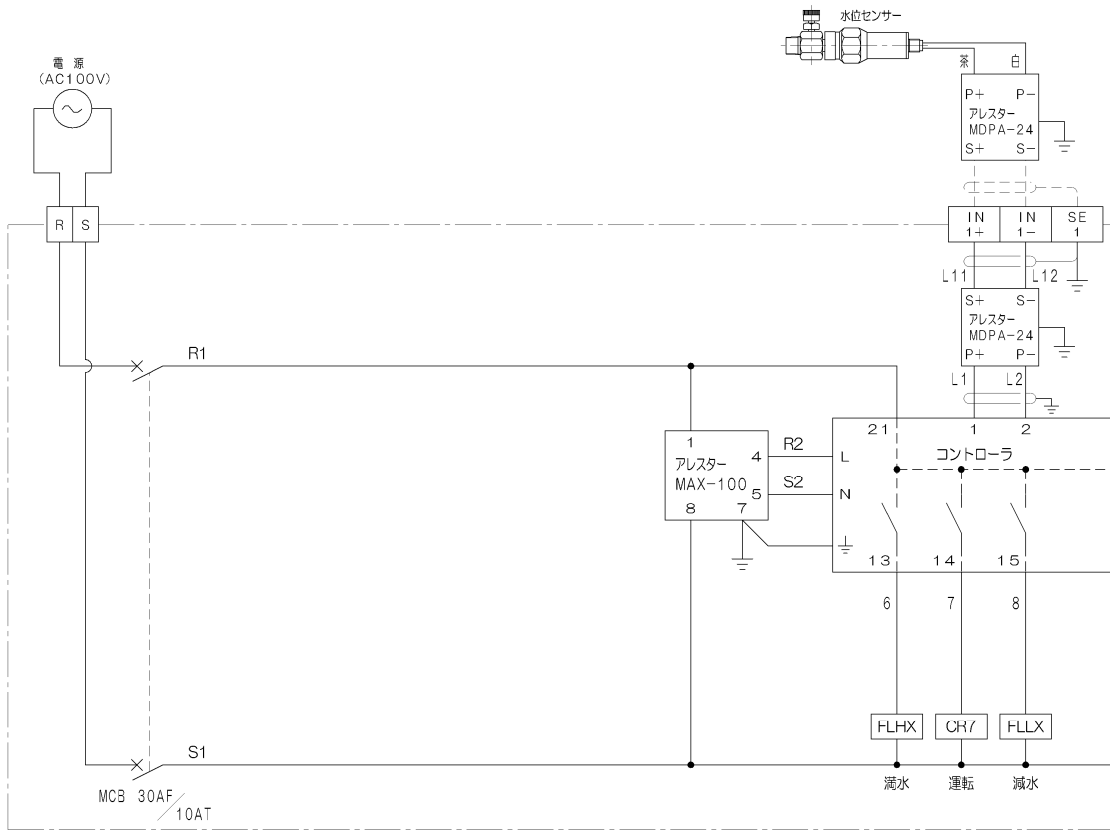 水位センサー
電 源
(AC100V)
茶
白
P+ P-
アレスター
MDPA-24
S+ S-
R S
IN
1+
IN
1-
SE
1
L11 L12
S+ S-
アレスター
MDPA-24
P+ P-
R1
L1 L2
21 1 2
コントローラ
1
アレスター
MAX-100
4 R2 L
5 S2 N
8 7
13 14 15
6 7 8
FLHX CR7 FLLX
S1
満水 運転 減水
MCB 30AF
/10AT